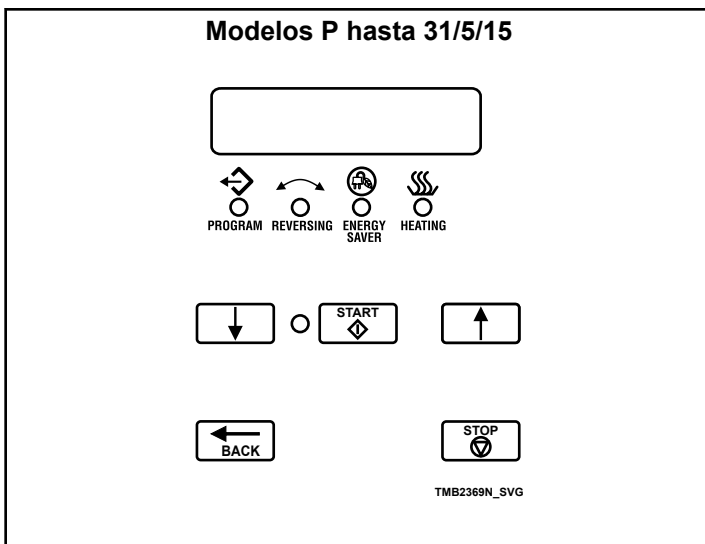 Modelos P hasta 31/5/15
PROGRAM REVERSING ENERGY SAVER HEATING
START
BACK
STOP
TMB2369N_SVG